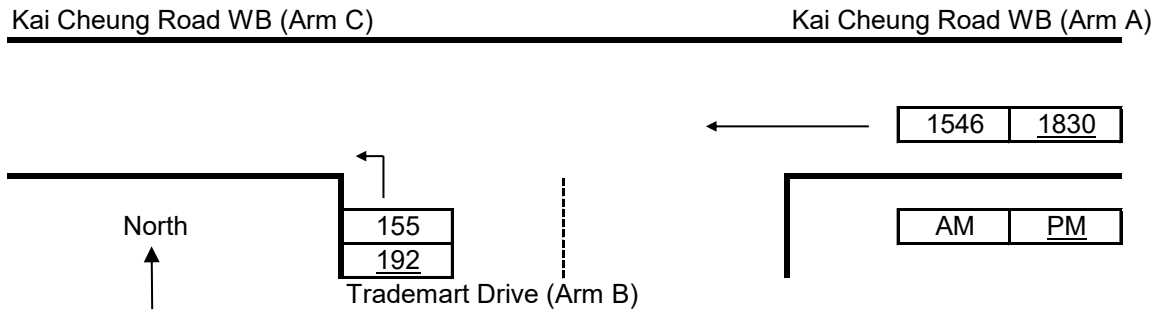 Kai Cheung Road WB (Arm C) Kai Cheung Road WB (Arm A)
1546 1830
North 155 AM PM
192
Trademart Drive (Arm B)